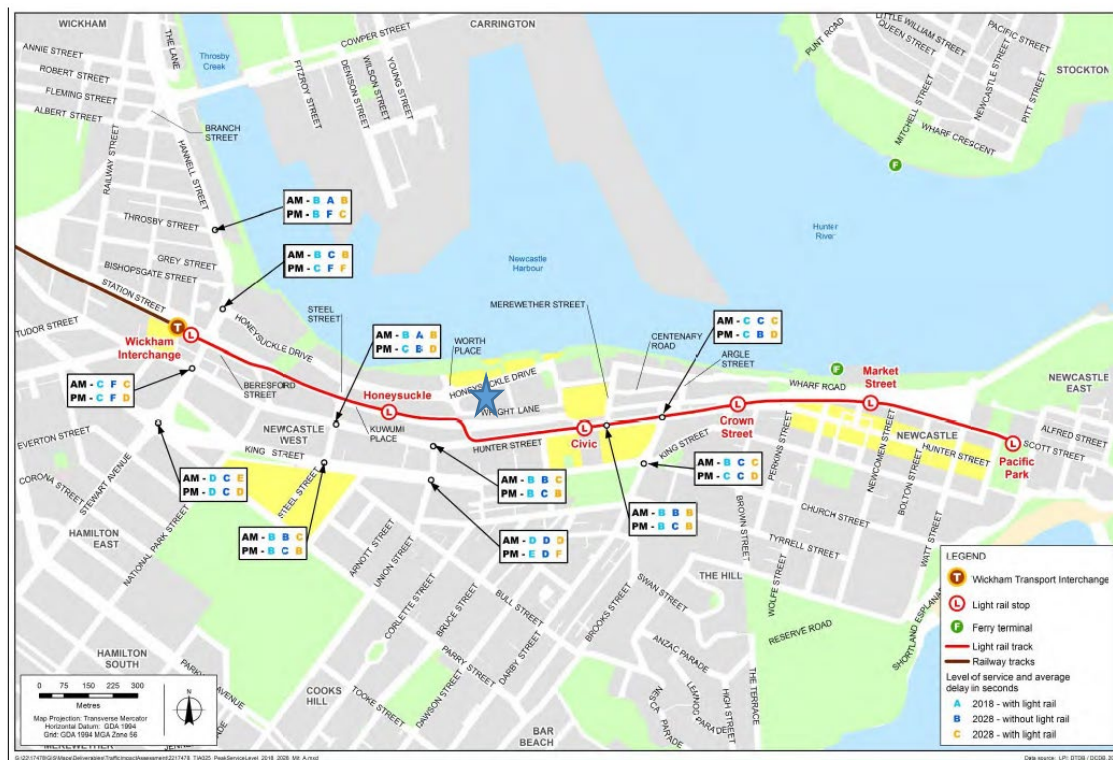 WICKHAM
CARRINGTON
STOCKTON
ANNIE STREET
ROBERT STREET
FLEMING STREET
ALBERT STREET
THE LANE
Throsby
Creek
COWPER STREET
FITZROY STREET
DENISON STREET
WILSON STREET
YOUNG STREET
PUNT ROAD
LITTLE WILLIAM STREET
QUEEN STREET
PACIFIC STREET
NEWCASTLE STREET
PITT STREET
MITCHELL STREET
WHARF CRESCENT
F
BRANCH
STREET
RAILWAY STREET
HANNELL STREET
THROSBY STREET
GREY STREET
BISHOPSGATE STREET
STATION STREET
TUDOR STREET
AM - B A B
PM - B F C
AM - B C B
PM - C F F
Newcastle
Harbour
Hunter
River
STEEL
STREET
HONEYSUCKLE DRIVE
T
L
Wickham
Interchange
AM - B A B
PM - C B D
WORTH
PLACE
HONEYSUCKLE DRIVE
WRIGHT LANE
MEREWETHER STREET
CENTENARY
ROAD
ARGLE
STREET
AM - C C C
PM - C B D
F
WHARF ROAD
Market
Street
L
NEWCASTLE
EAST
AM - C F C
PM - C F D
BERESFORD
STREET
Honeysuckle
L
KUWUMI
PLACE
HUNTER STREET
L
Civic
L
Crown
Street
KING STREET
PERKINS STREET
NEWCOMEN STREET
BOLTON STREET
NEWCASTLE
HUNTER STREET
WATT STREET
L
Pacific
Park
ALFRED STREET
SCOTT STREET
EVERTON STREET
CORONA STREET
STEWART AVENUE
NEWCASTLE
WEST
KING STREET
STEEL STREET
AM - D C E
PM - D C D
AM - B B C
PM - B C B
AM - B B C
PM - B C B
AM - D D D
PM - E D F
AM - B B B
PM - B C B
AM - B C C
PM - C C D
HAMILTON
EAST
NATIONAL PARK STREET
ARNOTT STREET
UNION STREET
CORLETTE STREET
BRUCE STREET
BULL STREET
PARRY STREET
DARBY STREET
DAWSON STREET
TOOKE STREET
BROOKS STREET
SWAN STREET
BROWN STREET
CHURCH STREET
TYRRELL STREET
THE HILL
WOLFE STREET
RESERVE ROAD
ANZAC PARADE
HIGH STREET
THE TERRACE
HAMILTON
SOUTH
COOKS
HILL
BAR
BEACH
MEREWETHER
0 75 150 225 300
Metres
Map Projection: Transverse Mercator
Horizontal Datum: GDA 1994
Grid: GDA 1994 MGA Zone 56
N
LEGEND
T Wickham Transport Interchange
L Light rail stop
F Ferry terminal
Light rail track
Railway tracks
Level of service and average
delay in seconds
A 2018 - with light rail
B 2028 - without light rail
C 2028 - with light rail